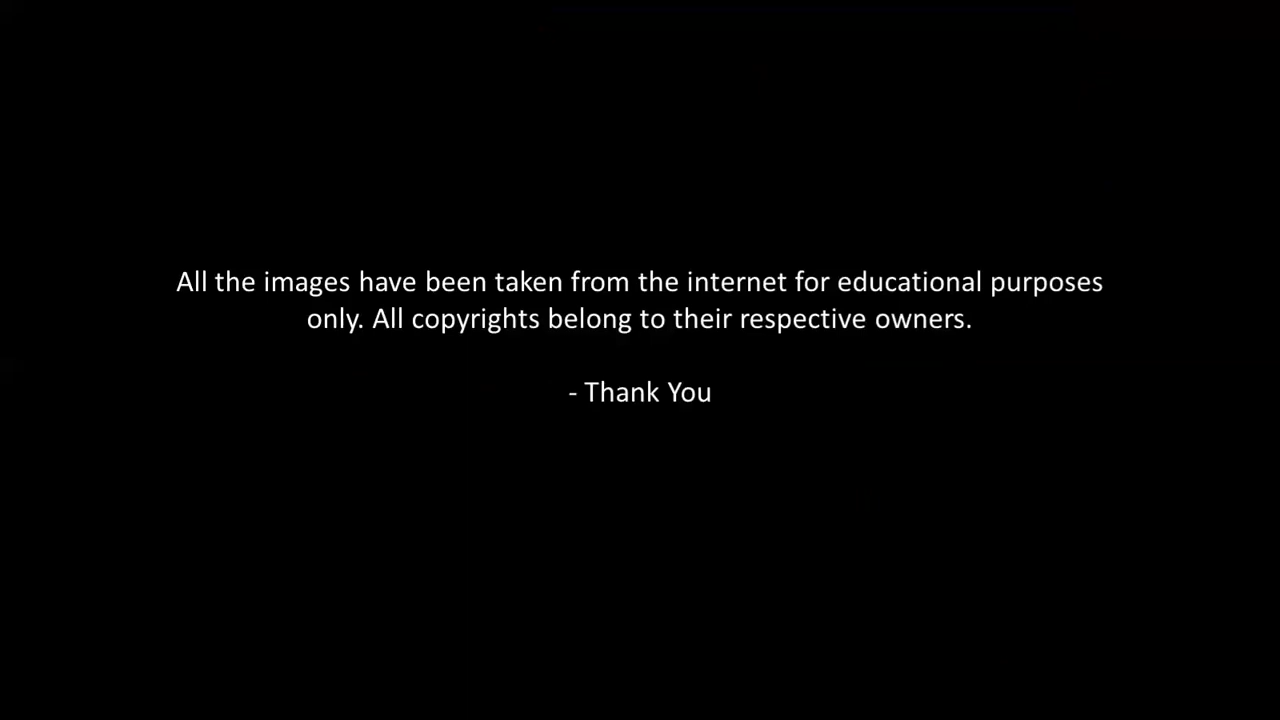 All the images have been taken from the internet for educational purposes
only. All copyrights belong to their respective owners.
- Thank You